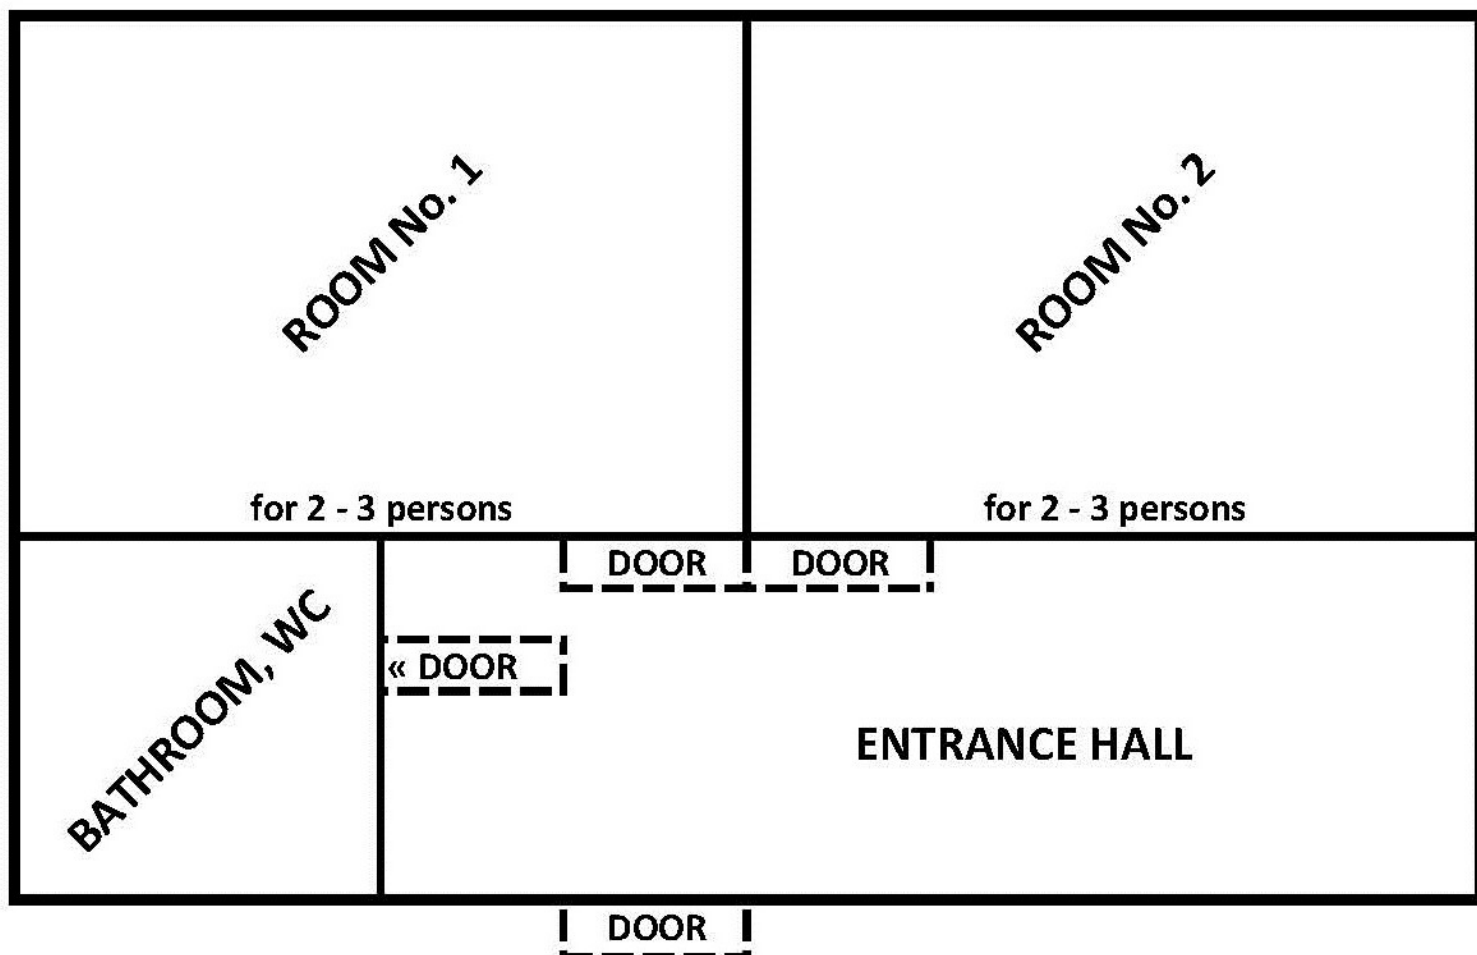 ROOM No. 1
ROOM No. 2
for 2 - 3 persons
for 2 - 3 persons
DOOR
DOOR
BATHROOM, WC
« DOOR
ENTRANCE HALL
DOOR